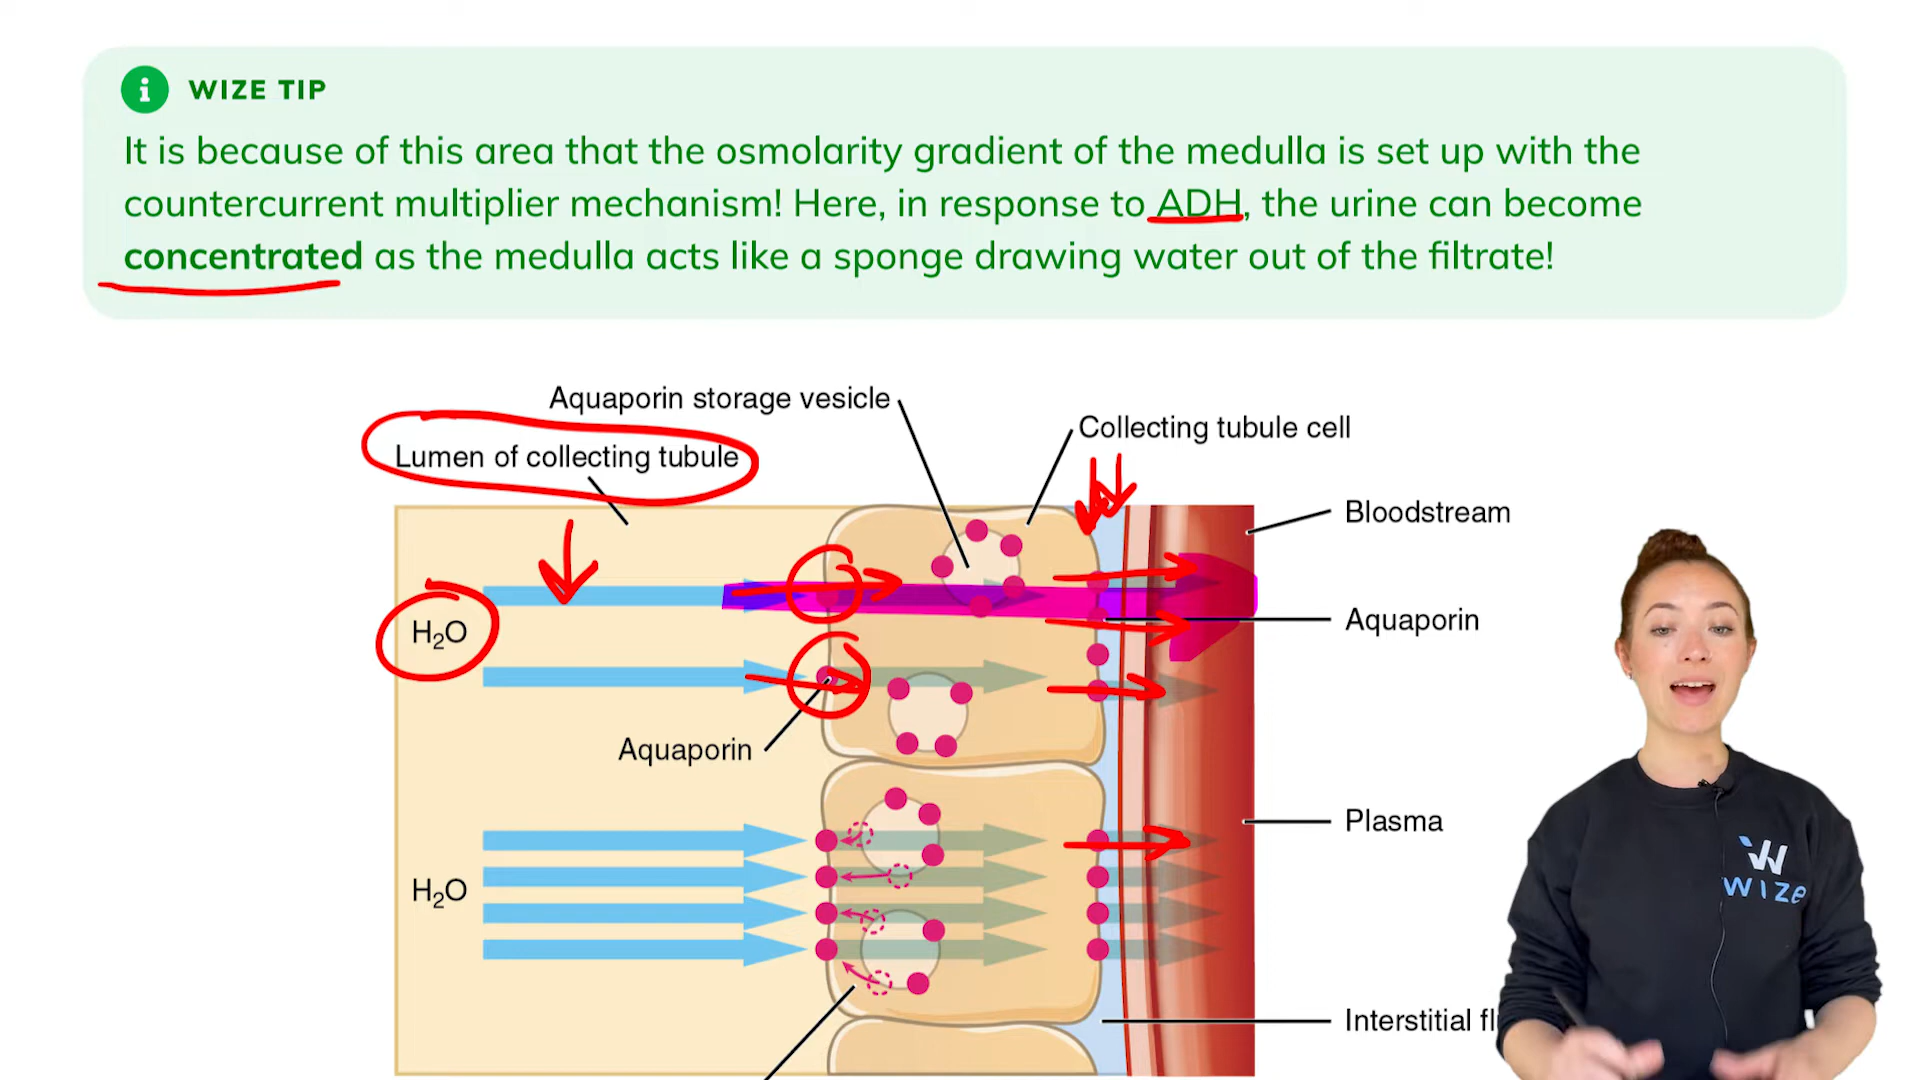 WIZE TIP
It is because of this area that the osmolarity gradient of the medulla is set up with the
countercurrent multiplier mechanism! Here, in response to ADH, the urine can become
concentrated as the medulla acts like a sponge drawing water out of the filtrate!
Aquaporin storage vesicle
Collecting tubule cell
Lumen of collecting tubule
Bloodstream
H₂O
Aquaporin
Aquaporin
Plasma
H₂O
Interstitial fl
WIZE